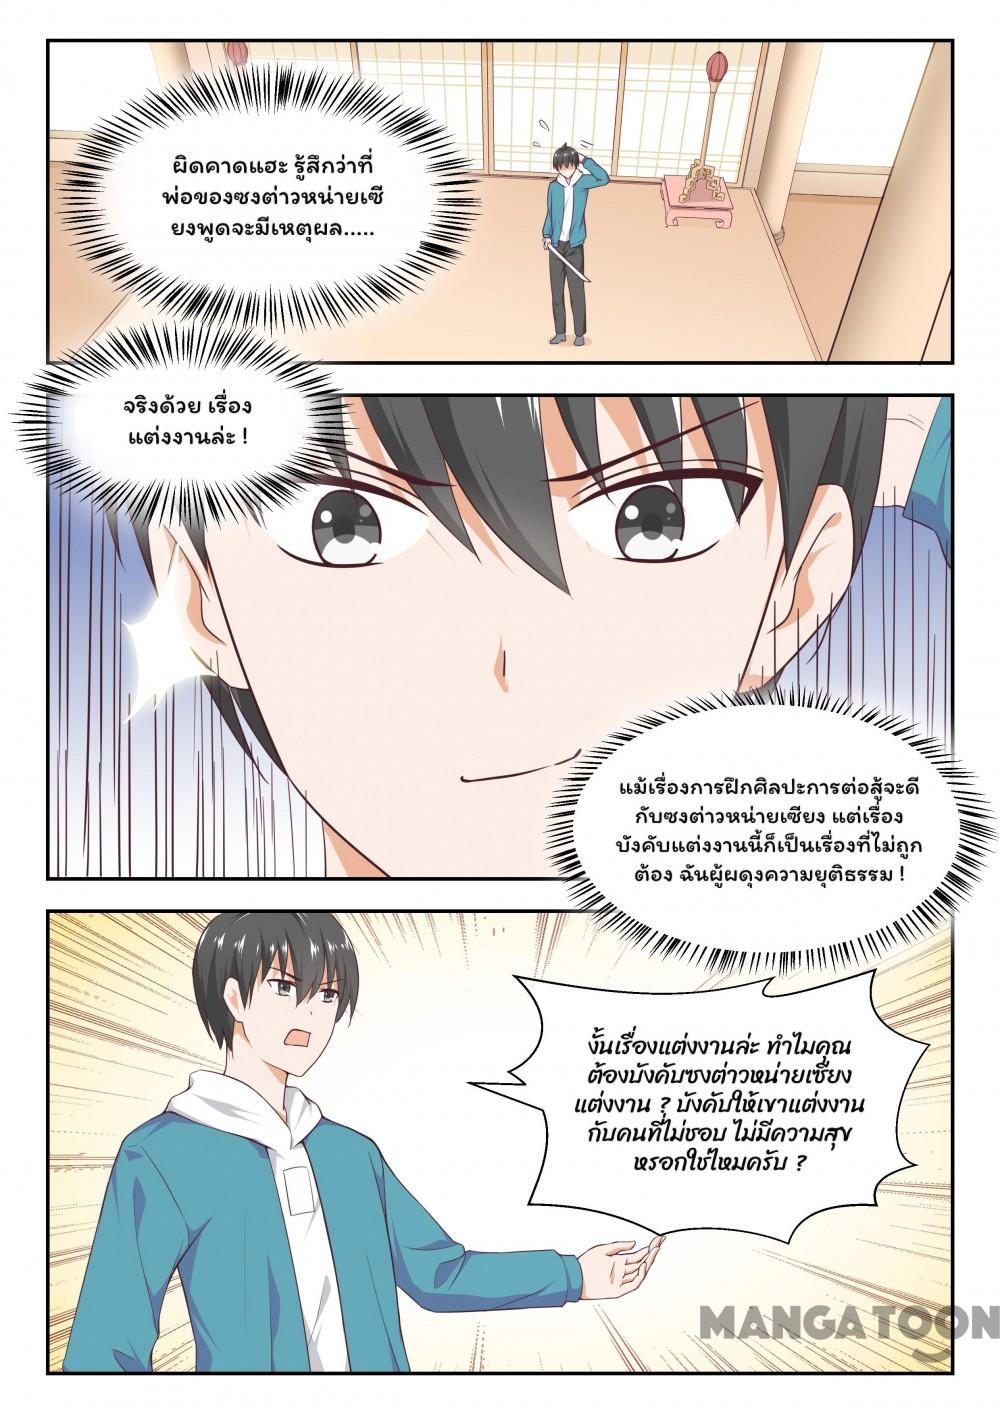 ผิดคาดแฮะ รู้สึกว่าที่
พ่อของซงต่าวหน่ายเซี
ยงพูดจะมีเหตุผล.....
จริงด้วย เรื่อง
แต่งงานล่ะ !
แม้เรื่องการฝึกศิลปะการต่อสู้จะดี
กับซงต่าวหน่ายเซียง แต่เรื่อง
บังคับแต่งงานนี้ก็เป็นเรื่องที่ไม่ถูก
ต้อง ฉันผู้ผดุงความยุติธรรม !
งั้นเรื่องแต่งงานล่ะ ทำไมคุณ
ต้องบังคับซงต่าวหน่ายเซียง
แต่งงาน ? บังคับให้เขาแต่งงาน
กับคนที่ไม่ชอบ ไม่มีความสุข
หรอกใช่ไหมครับ ?
MANGATOON